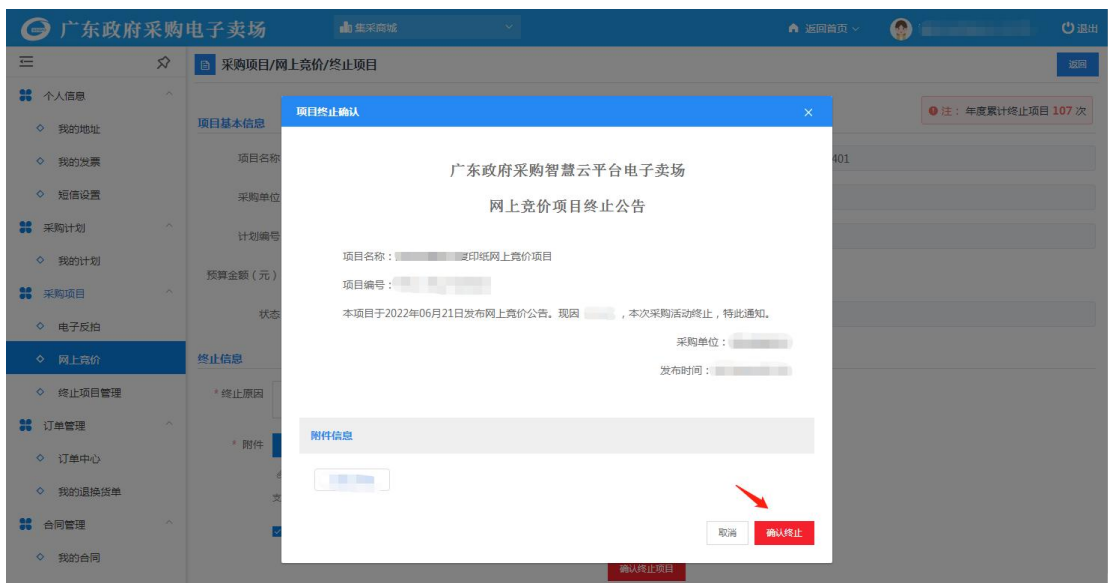 广东政府采购电子卖场
集采商城
返回首页
退出
采购项目/网上竞价/终止项目
返回
个人信息
我的地址
我的发票
短信设置
采购计划
我的计划
采购项目
电子反拍
网上竞价
终止项目管理
订单管理
订单中心
我的退换货单
合同管理
我的合同
注：年度累计终止项目 107 次
项目基本信息
项目名称
401
采购单位
计划编号
预算金额（元）
状态
终止信息
* 终止原因
* 附件
支
确认终止项目
项目终止确认
广东政府采购智慧云平台电子卖场
网上竞价项目终止公告
项目名称：
复印纸网上竞价项目
项目编号：
本项目于2022年06月21日发布网上竞价公告。现因 ，本次采购活动终止，特此通知。
采购单位：
发布时间：
附件信息
取消
确认终止